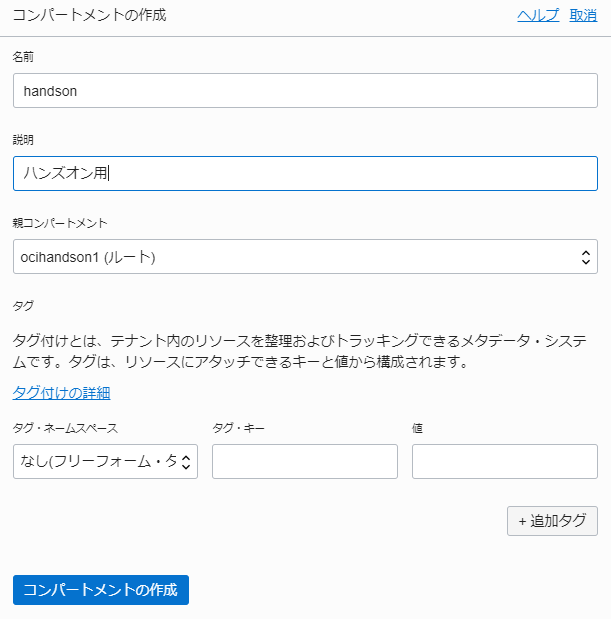 コンパートメントの作成 ヘルプ 取消
名前
handson
説明
ハンズオン用
親コンパートメント
ocihandson1 (ルート)
タグ
タグ付けとは、テナント内のリソースを整理およびトラッキングできるメタデータ・システ
ムです。タグは、リソースにアタッチできるキーと値から構成されます。
タグ付けの詳細
タグ・ネームスペース タグ・キー 値
なし(フリーフォーム・タ
+ 追加タグ
コンパートメントの作成